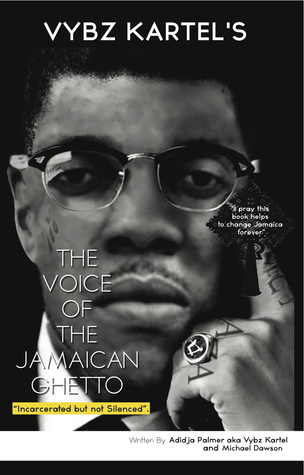 VYBZ KARTEL'S
"I pray this
book helps
to change Jamaica
forever"
THE
VOICE
OF
THE
JAMAICAN
GHETTO
"Incarcerated but not Silenced".
Written By Adidja Palmer aka Vybz Kartel
and Michael Dawson